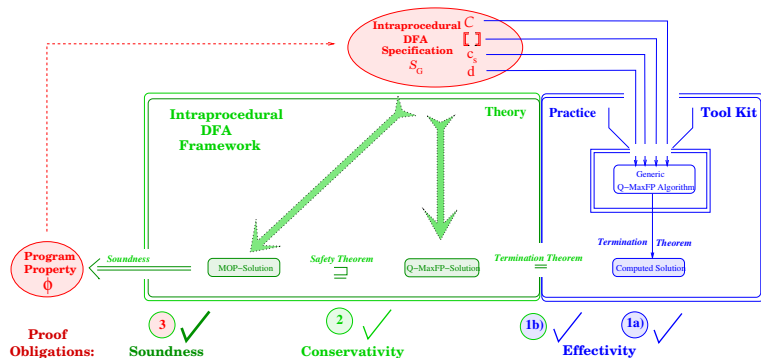 Intraprocedural C
DFA ⟦ ⟧
Specification c_s
S_G d
Intraprocedural
DFA
Framework
Theory
Practice
Tool Kit
Generic
Q-MaxFP Algorithm
Termination Theorem
Computed Solution
Program
Property
ϕ
Soundness
MOP-Solution
Safety Theorem
⊒
Q-MaxFP-Solution
Termination Theorem
=
Proof
Obligations:
3
Soundness
2
Conservativity
1b)
1a)
Effectivity